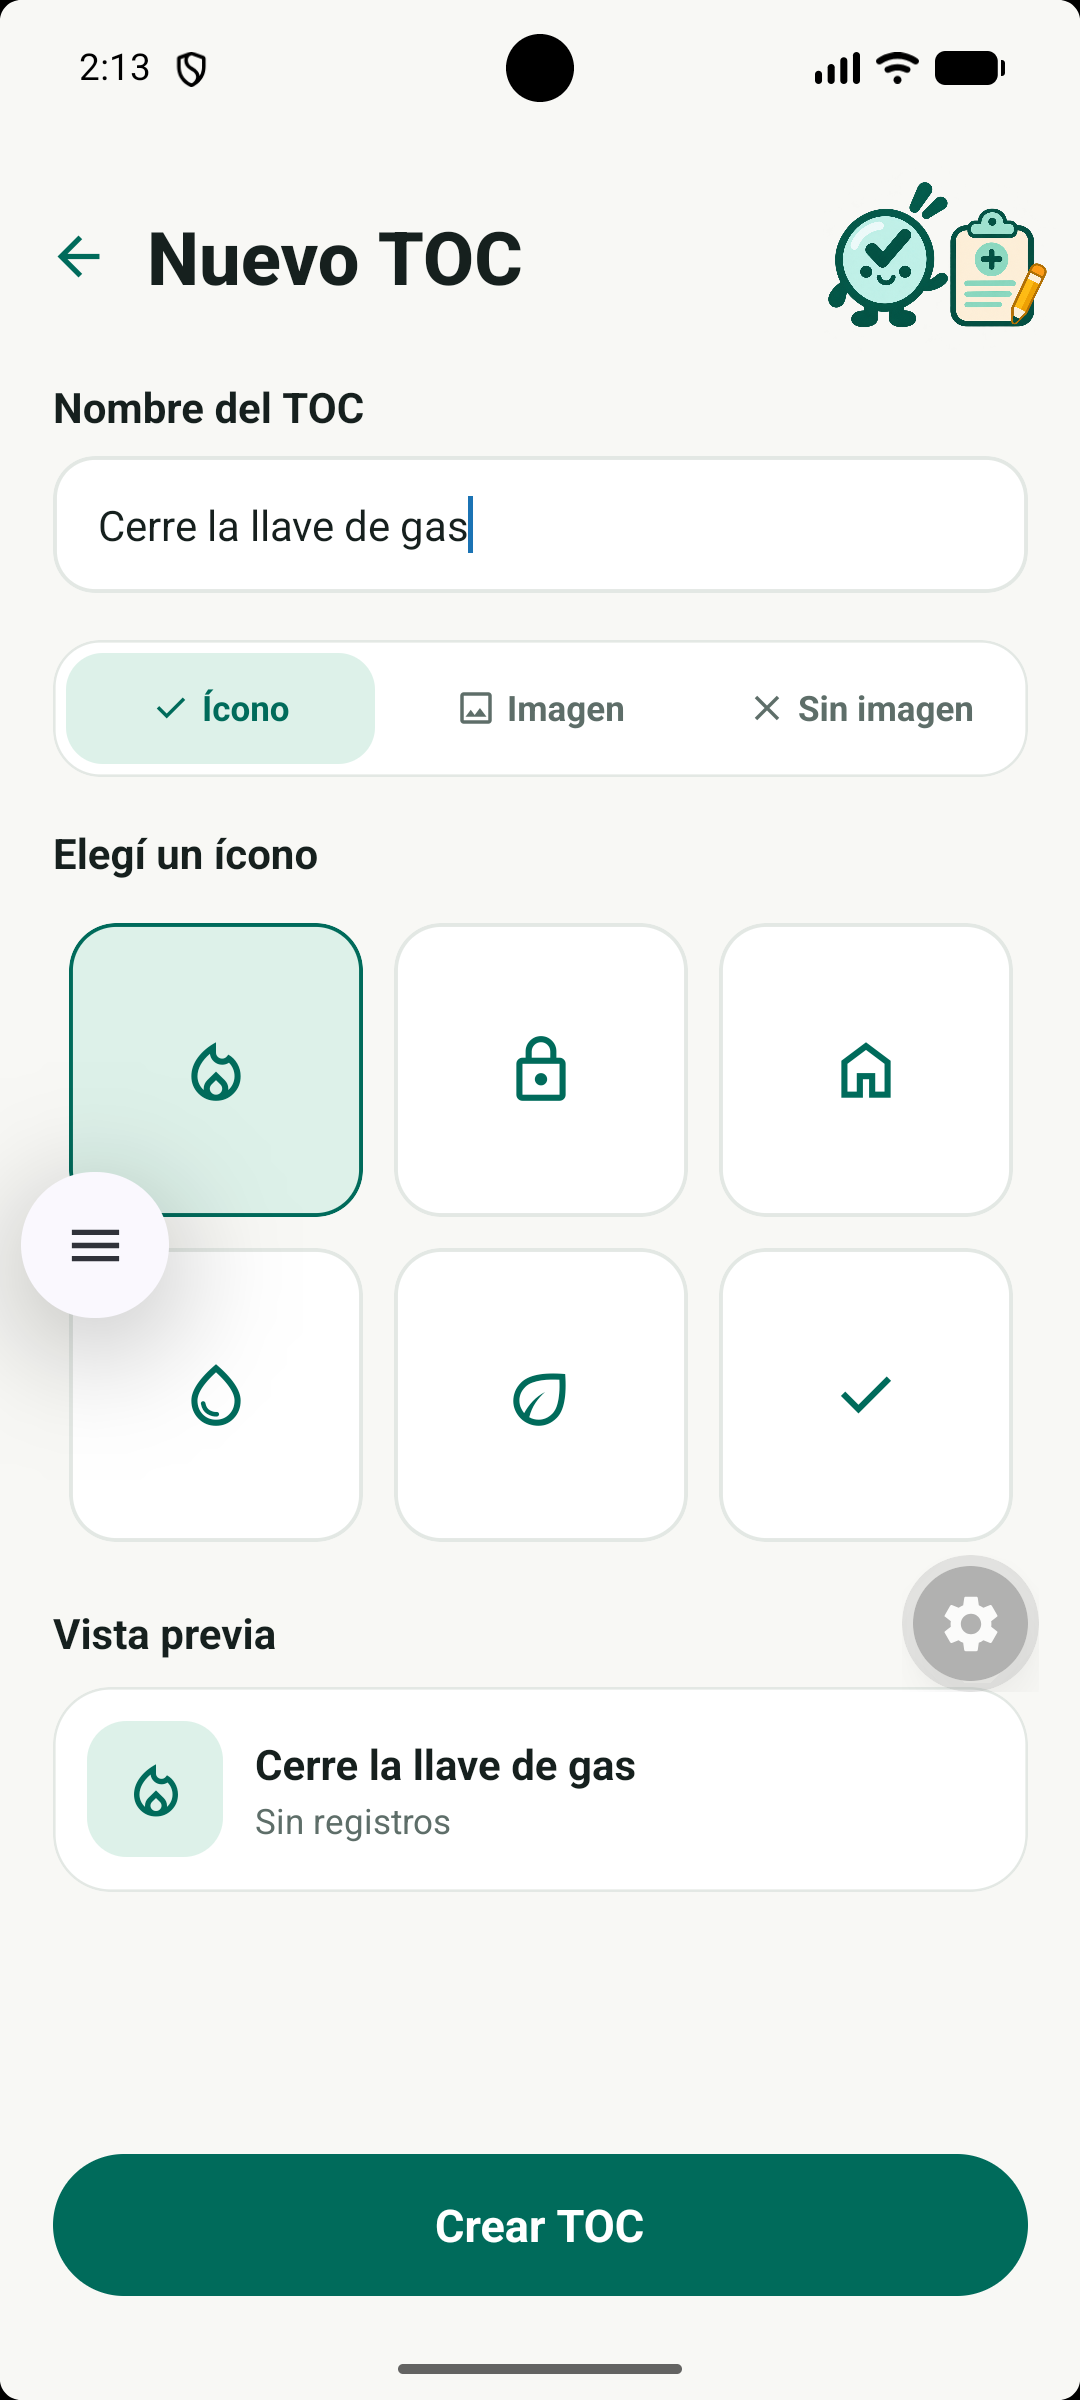 2:13
Nuevo TOC
Nombre del TOC
Cerre la llave de gas
Ícono
Imagen
Sin imagen
Elegí un ícono
Vista previa
Cerre la llave de gas
Sin registros
Crear TOC